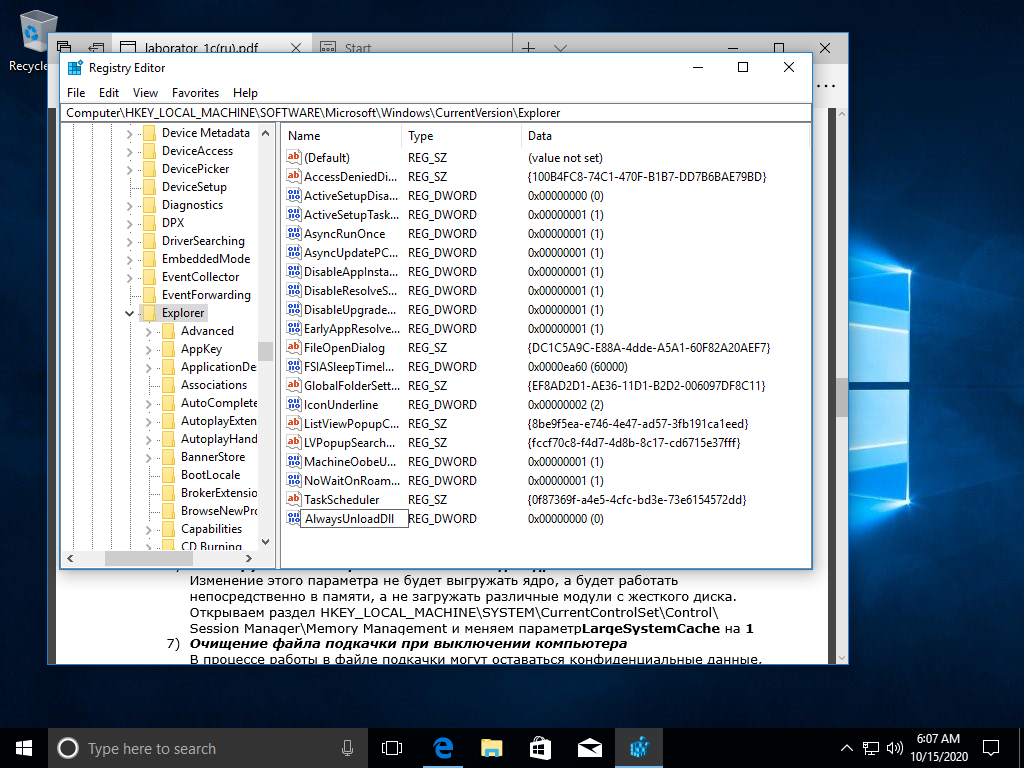 Recycle
laborator_1c(ru).pdf
Start
Registry Editor
File Edit View Favorites Help
Computer\HKEY_LOCAL_MACHINE\SOFTWARE\Microsoft\Windows\CurrentVersion\Explorer
Device Metadata
DeviceAccess
DevicePicker
DeviceSetup
Diagnostics
DPX
DriverSearching
EmbeddedMode
EventCollector
EventForwarding
Explorer
Advanced
AppKey
ApplicationDe
Associations
AutoComplete
AutoplayExten
AutoplayHand
BannerStore
BootLocale
BrokerExtensio
BrowseNewPro
Capabilities
CD Burning
Name Type Data
(Default) REG_SZ (value not set)
AccessDeniedDi... REG_SZ {100B4FC8-74C1-470F-B1B7-DD7B6BAE79BD}
ActiveSetupDisa... REG_DWORD 0x00000000 (0)
ActiveSetupTask... REG_DWORD 0x00000001 (1)
AsyncRunOnce REG_DWORD 0x00000001 (1)
AsyncUpdatePC... REG_DWORD 0x00000001 (1)
DisableAppInsta... REG_DWORD 0x00000001 (1)
DisableResolveS... REG_DWORD 0x00000001 (1)
DisableUpgrade... REG_DWORD 0x00000001 (1)
EarlyAppResolve... REG_DWORD 0x00000001 (1)
FileOpenDialog REG_SZ {DC1C5A9C-E88A-4dde-A5A1-60F82A20AEF7}
FSIASleepTimeI... REG_DWORD 0x0000ea60 (60000)
GlobalFolderSett... REG_SZ {EF8AD2D1-AE36-11D1-B2D2-006097DF8C11}
IconUnderline REG_DWORD 0x00000002 (2)
ListViewPopupC... REG_SZ {8be9f5ea-e746-4e47-ad57-3fb191ca1eed}
LVPopupSearch... REG_SZ {fccf70c8-f4d7-4d8b-8c17-cd6715e37fff}
MachineOobeU... REG_DWORD 0x00000001 (1)
NoWaitOnRoam... REG_DWORD 0x00000001 (1)
TaskScheduler REG_SZ {0f87369f-a4e5-4cfc-bd3e-73e6154572dd}
AlwaysUnloadDll REG_DWORD 0x00000000 (0)
Изменение этого параметра не будет выгружать ядро, а будет работать
непосредственно в памяти, а не загружать различные модули с жесткого диска.
Открываем раздел HKEY_LOCAL_MACHINE\SYSTEM\CurrentControlSet\Control\
Session Manager\Memory Management и меняем параметрLargeSystemCache на 1
7) Очищение файла подкачки при выключении компьютера
В процессе работы в файле подкачки могут оставаться конфиденциальные данные,
Type here to search
6:07 AM
10/15/2020